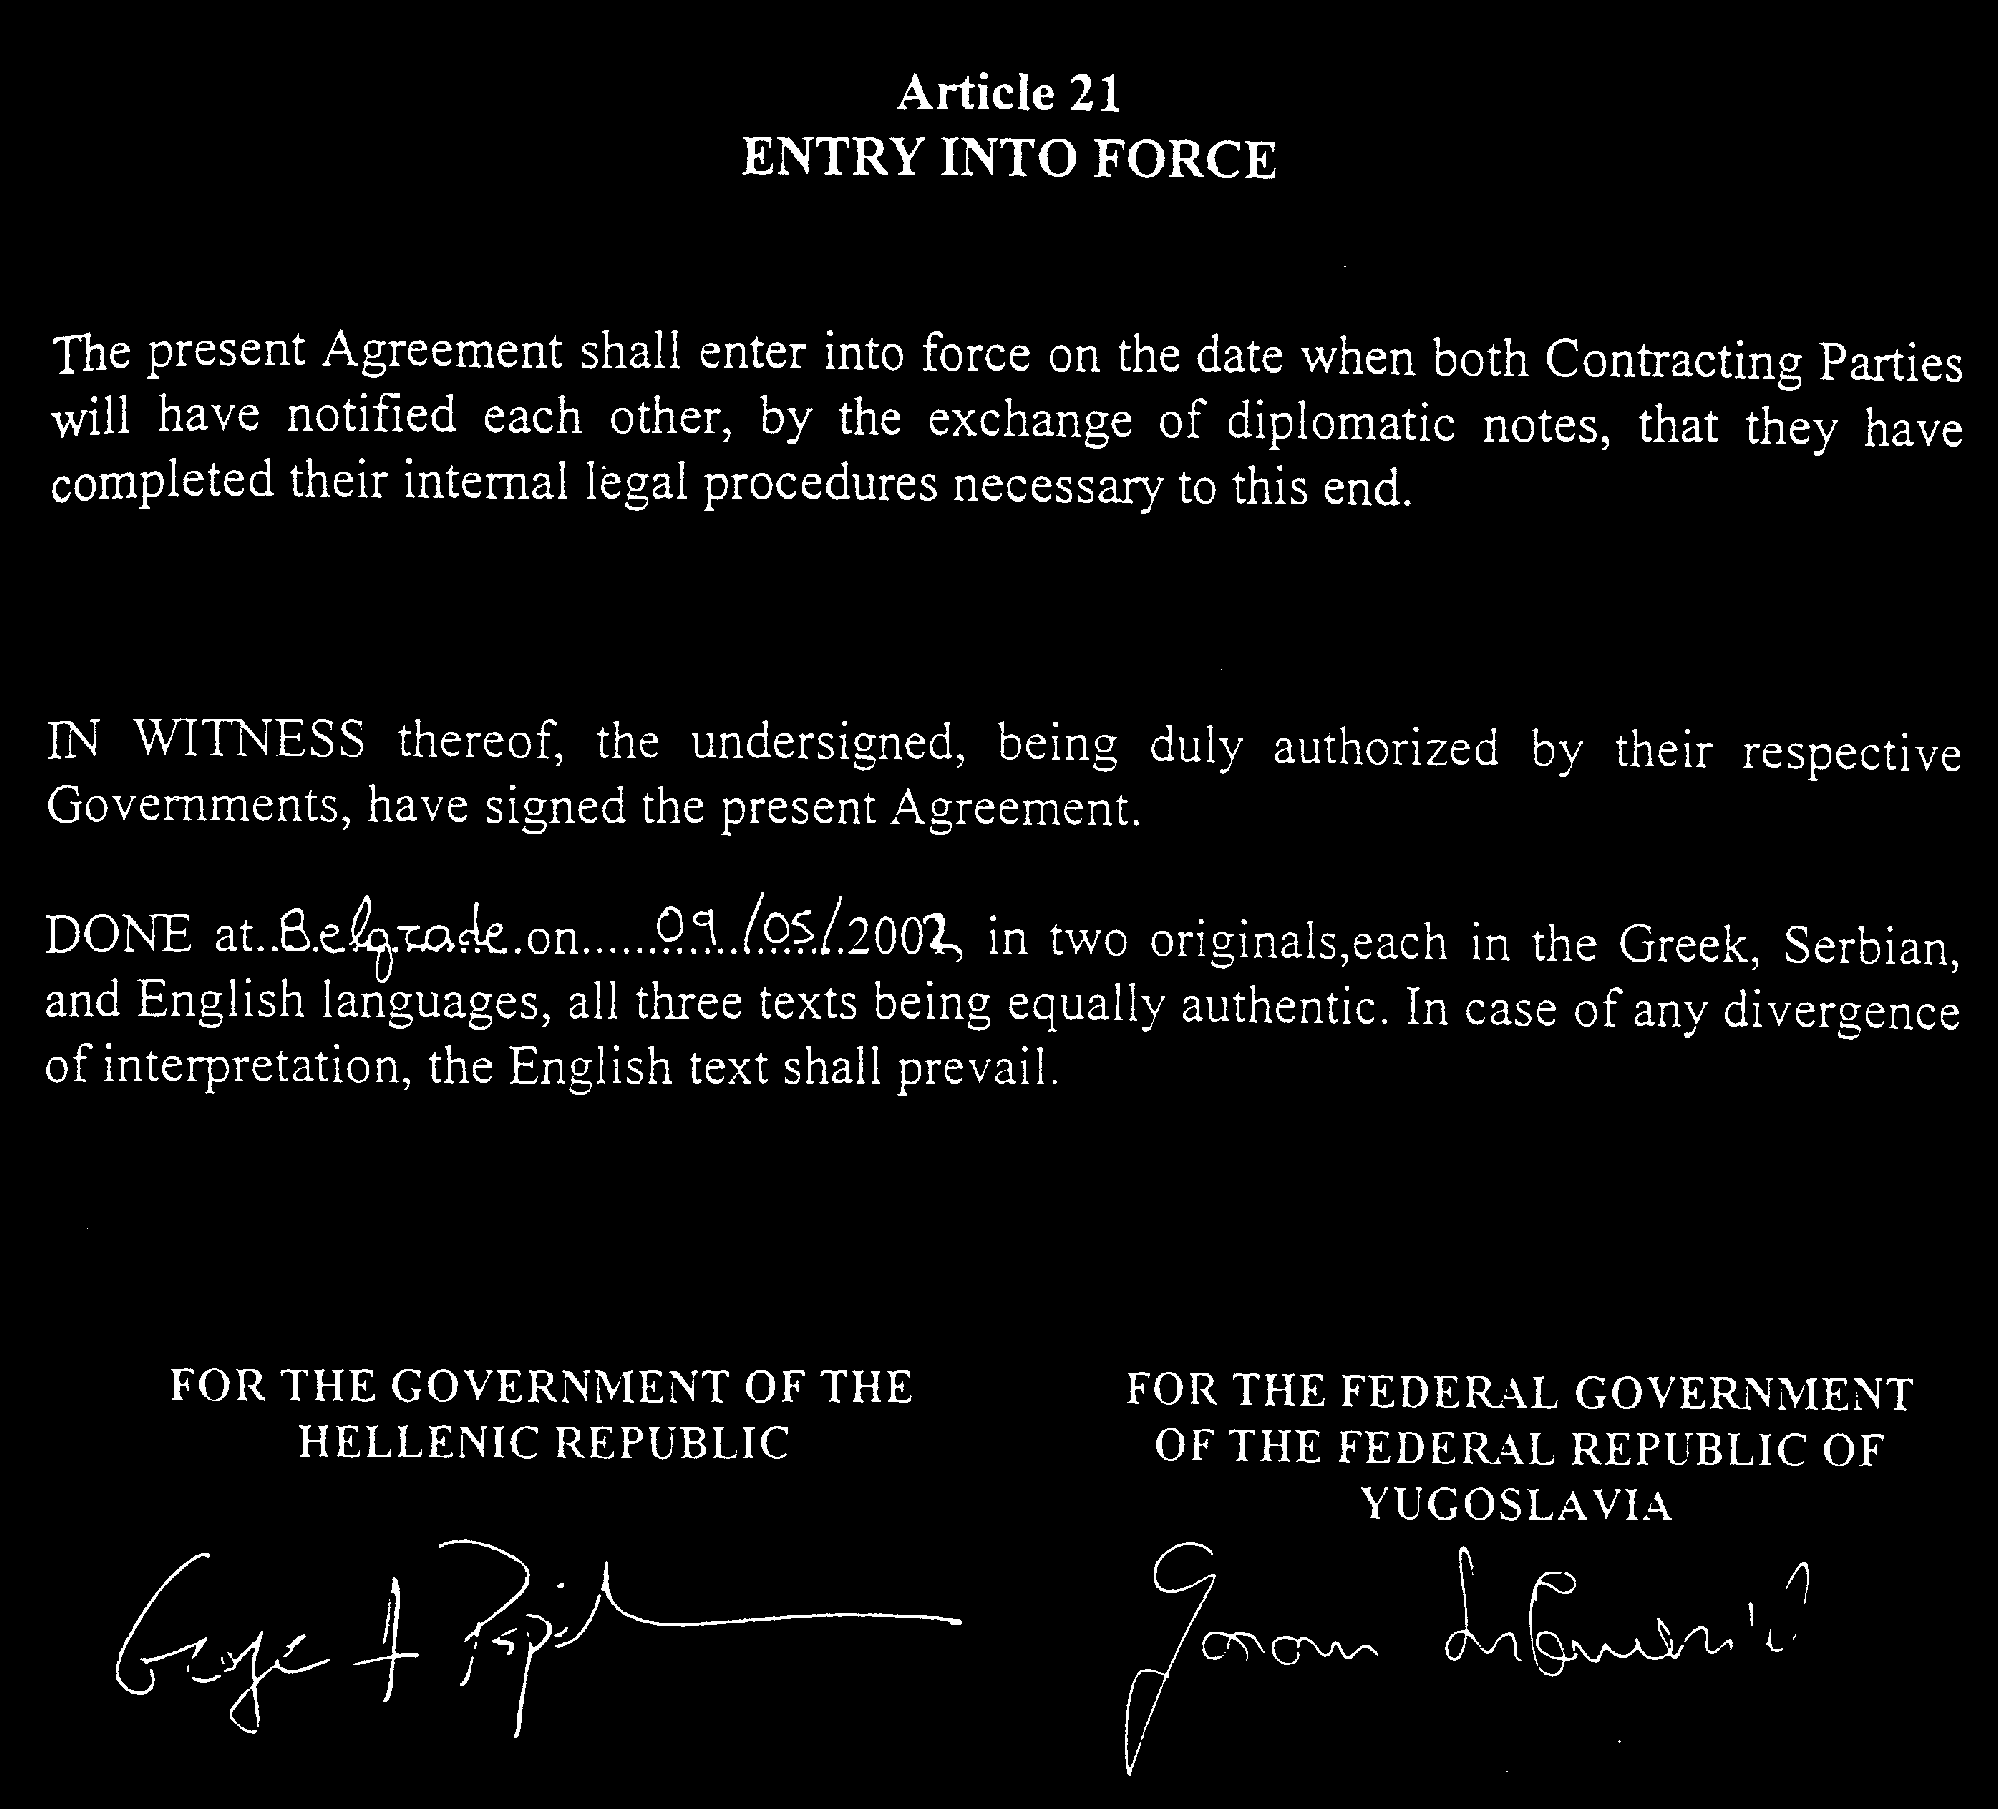 Article 21
ENTRY INTO FORCE
The present Agreement shall enter into force on the date when both Contracting Parties
will have notified each other, by the exchange of diplomatic notes, that they have
completed their internal legal procedures necessary to this end.
IN WITNESS thereof, the undersigned, being duly authorized by their respective
Governments, have signed the present Agreement.
DONE at..Belgrade.on......09../05/.2002, in two originals,each in the Greek, Serbian,
and English languages, all three texts being equally authentic. In case of any divergence
of interpretation, the English text shall prevail.
FOR THE GOVERNMENT OF THE
HELLENIC REPUBLIC
FOR THE FEDERAL GOVERNMENT
OF THE FEDERAL REPUBLIC OF
YUGOSLAVIA
George A
Goran